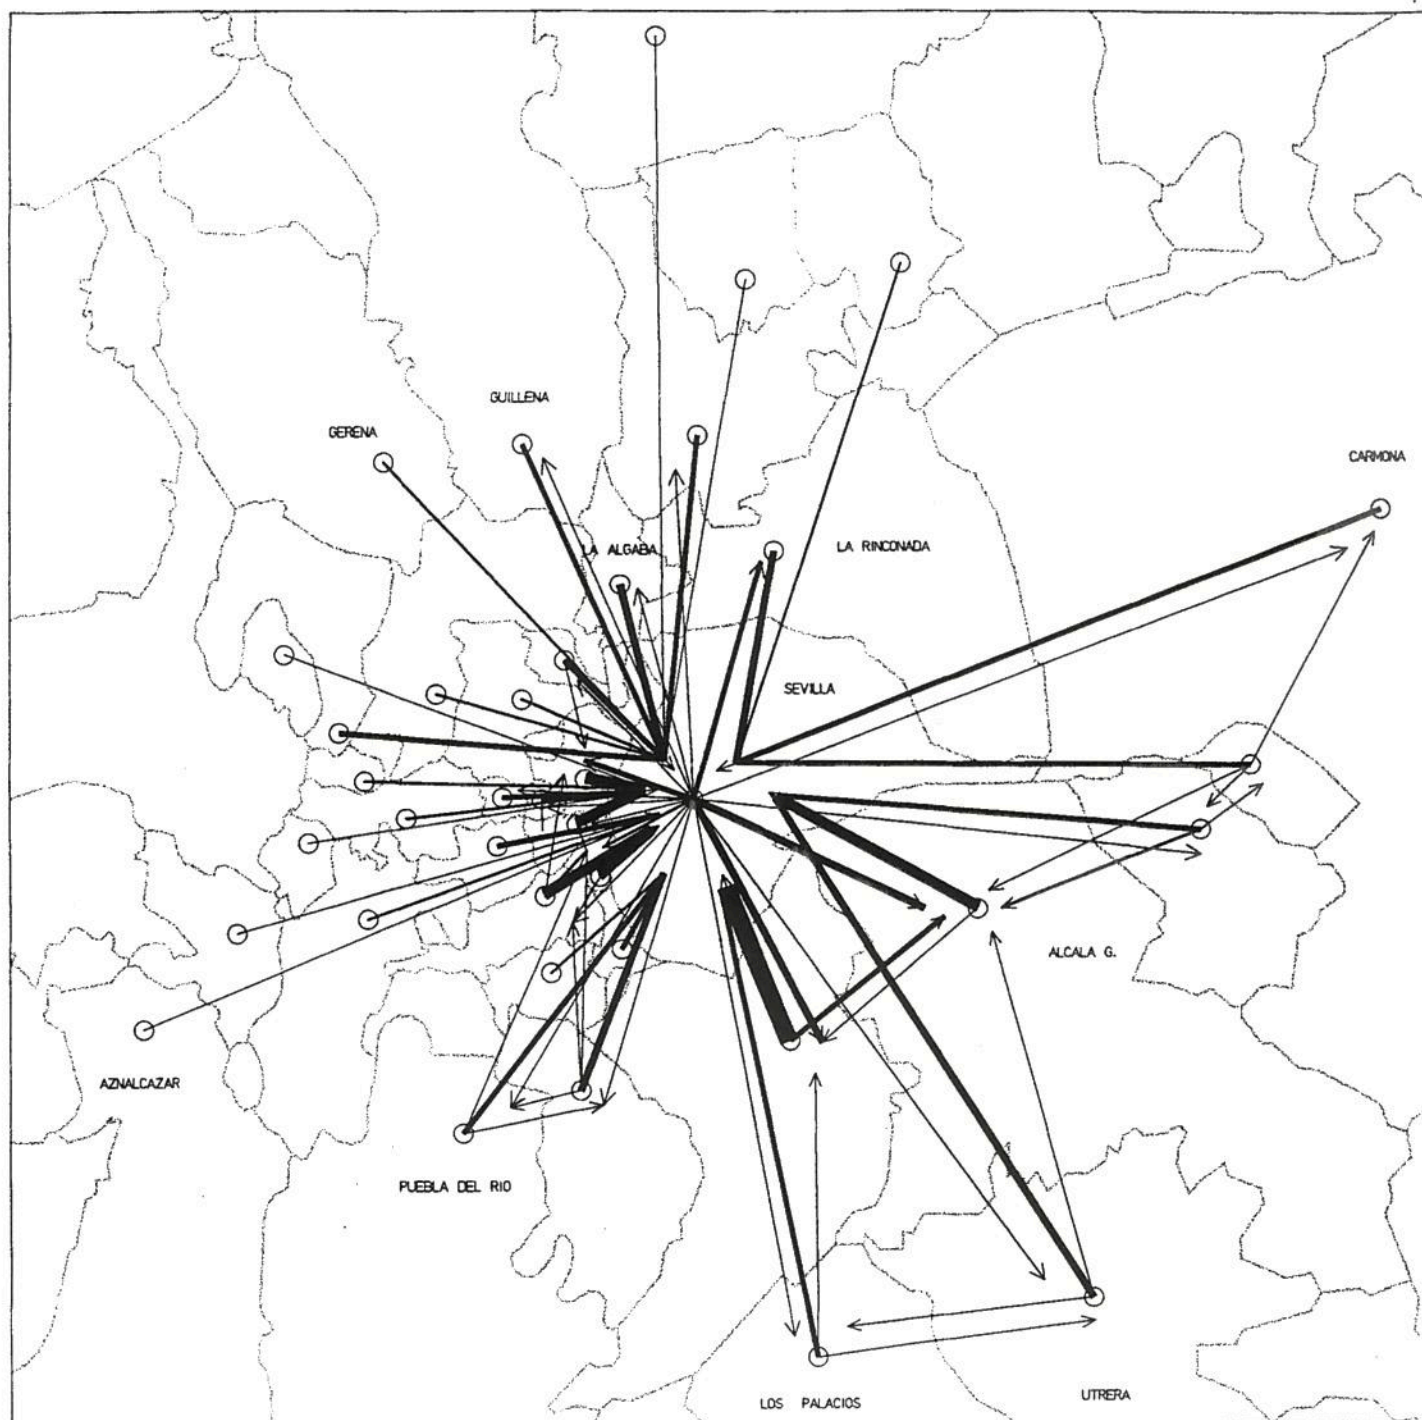 GUILLENA
GERENA
CARMONA
LA ALGABA
LA RINCONADA
SEVILLA
ALCALA G.
AZNALCAZAR
PUEBLA DEL RIO
LOS PALACIOS
UTRERA